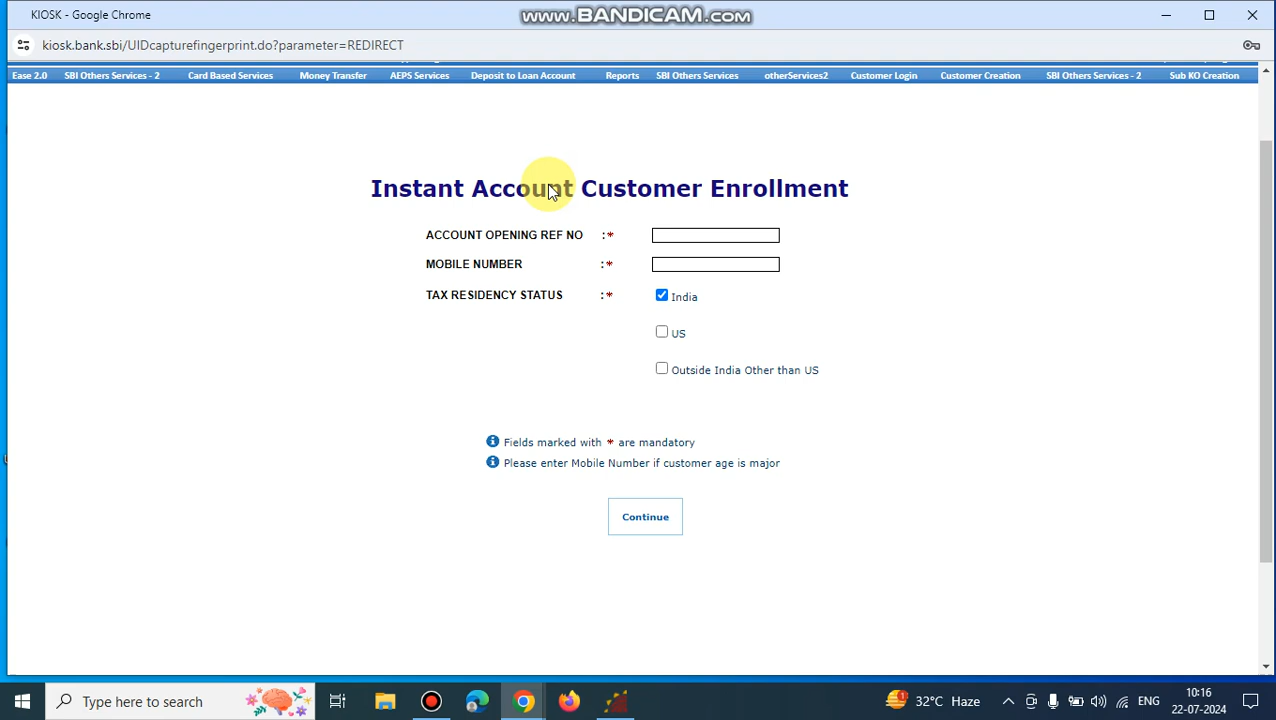 KIOSK - Google Chrome
www.BANDICAM.com
kiosk.bank.sbi/UIDcapturefingerprint.do?parameter=REDIRECT
Ease 2.0 SBI Others Services - 2 Card Based Services Money Transfer AEPS Services Deposit to Loan Account Reports SBI Others Services otherServices2 Customer Login Customer Creation SBI Others Services - 2 Sub KO Creation
Instant Account Customer Enrollment
ACCOUNT OPENING REF NO :*
MOBILE NUMBER :*
TAX RESIDENCY STATUS :* India
US
Outside India Other than US
Fields marked with * are mandatory
Please enter Mobile Number if customer age is major
Continue
Type here to search
1 32°C Haze
ENG
10:16
22-07-2024